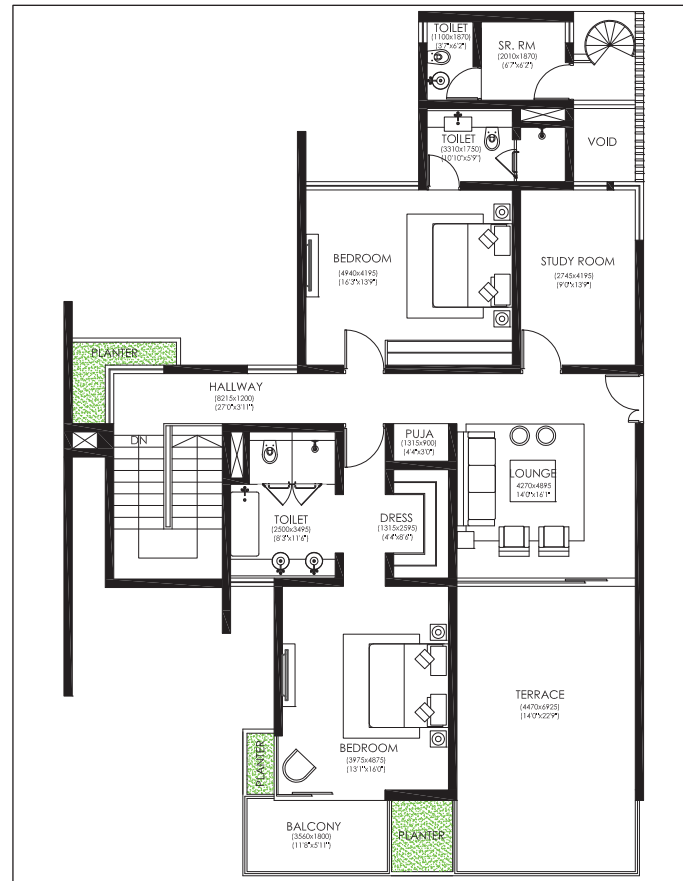 TOILET
(1100x1870)
(3'7"x6'2")
SR. RM
(2010x1870)
(6'7"x6'2")
TOILET
(3310x1750)
(10'10"x5'9")
VOID
BEDROOM
(4940x4195)
(16'3"x13'9")
STUDY ROOM
(2745x4195)
(9'0"x13'9")
PLANTER
HALLWAY
(8215x1200)
(27'0"x3'11")
DN
PUJA
(1315x900)
(4'4"x3'0")
LOUNGE
4270x4895
14'0"x16'1"
TOILET
(2500x3495)
(8'3"x11'6")
DRESS
(1315x2595)
(4'4"x8'6")
TERRACE
(4470x6925)
(14'0"x22'9")
BEDROOM
(3975x4875)
(13'1"x16'0")
PLANTER
BALCONY
(3560x1800)
(11'8"x5'11")
PLANTER